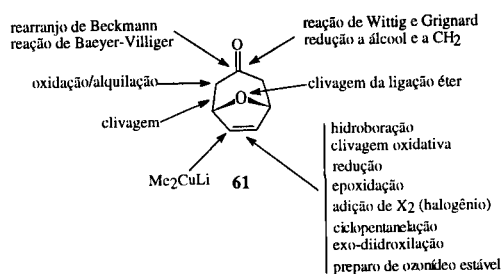 rearranjo de Beckmann
reação de Baeyer-Villiger
reação de Wittig e Grignard
redução a álcool e a CH2
O
oxidação/alquilação
O
clivagem da ligação éter
clivagem
Me2CuLi
61
hidroboração
clivagem oxidativa
redução
epoxidação
adição de X2 (halogênio)
ciclopentanelação
exo-diidroxilação
preparo de ozonídeo estável